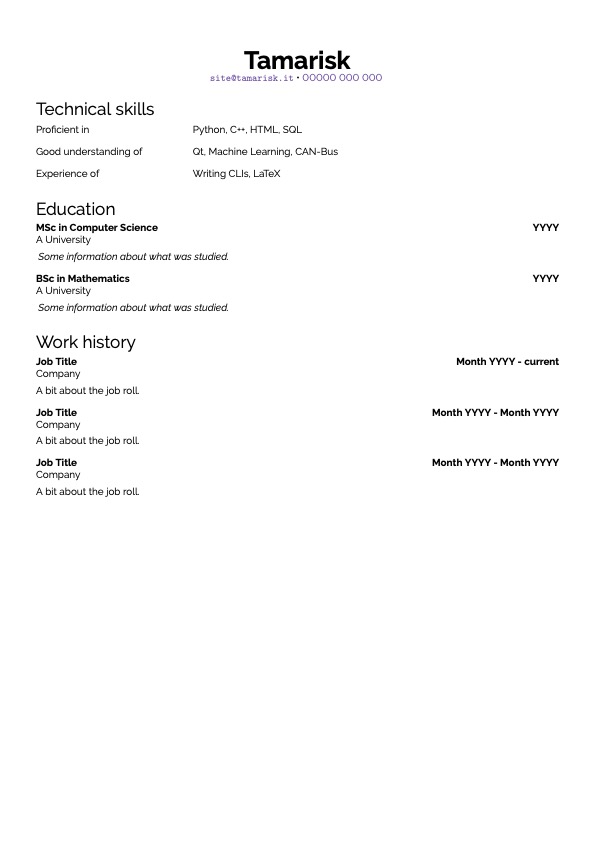 Tamarisk
site@tamarisk.it • 00000 000 000
Technical skills
Proficient in Python, C++, HTML, SQL
Good understanding of Qt, Machine Learning, CAN-Bus
Experience of Writing CLIs, LaTeX
Education
MSc in Computer Science YYYY
A University
Some information about what was studied.
BSc in Mathematics YYYY
A University
Some information about what was studied.
Work history
Job Title Month YYYY - current
Company
A bit about the job roll.
Job Title Month YYYY - Month YYYY
Company
A bit about the job roll.
Job Title Month YYYY - Month YYYY
Company
A bit about the job roll.